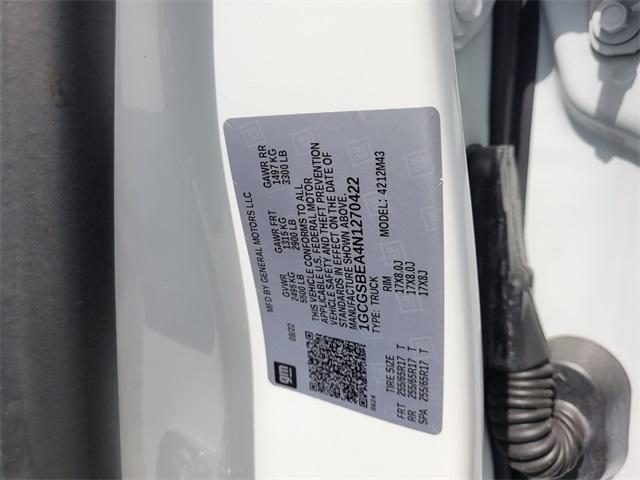 gm
MFD BY GENERAL MOTORS LLC
08/22
GVWR GAWR FRT GAWR RR
2495 KG 1315 KG 1497 KG
5500 LB 2900 LB 3300 LB
THIS VEHICLE CONFORMS TO ALL
APPLICABLE U.S. FEDERAL MOTOR
VEHICLE SAFETY AND THEFT PREVENTION
STANDARDS IN EFFECT ON THE DATE OF
MANUFACTURE SHOWN ABOVE.
1GCGSBEA4N1270422
TYPE: TRUCK MODEL: 4212M43
TIRE SIZE RIM
FRT 255/65R17 T 17X8.0J
RR 255/65R17 T 17X8.0J
SPA 255/65R17 T 17X8J